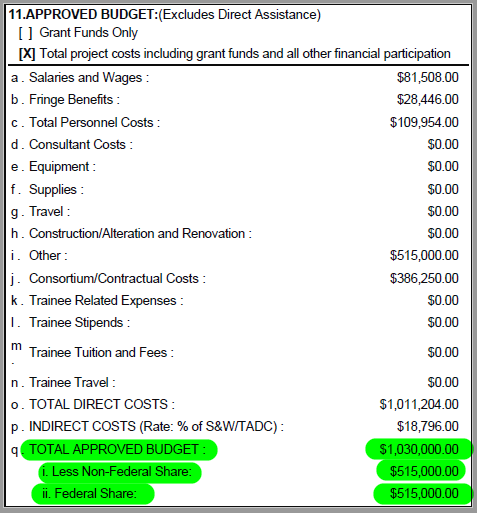 11.APPROVED BUDGET:(Excludes Direct Assistance)
[ ] Grant Funds Only
[X] Total project costs including grant funds and all other financial participation
a . Salaries and Wages : $81,508.00
b . Fringe Benefits : $28,446.00
c . Total Personnel Costs : $109,954.00
d . Consultant Costs : $0.00
e . Equipment : $0.00
f . Supplies : $0.00
g . Travel : $0.00
h . Construction/Alteration and Renovation : $0.00
i . Other : $515,000.00
j . Consortium/Contractual Costs : $386,250.00
k . Trainee Related Expenses : $0.00
l . Trainee Stipends : $0.00
m . Trainee Tuition and Fees : $0.00
n . Trainee Travel : $0.00
o . TOTAL DIRECT COSTS : $1,011,204.00
p . INDIRECT COSTS (Rate: % of S&W/TADC) : $18,796.00
q . TOTAL APPROVED BUDGET : $1,030,000.00
i. Less Non-Federal Share: $515,000.00
ii. Federal Share: $515,000.00